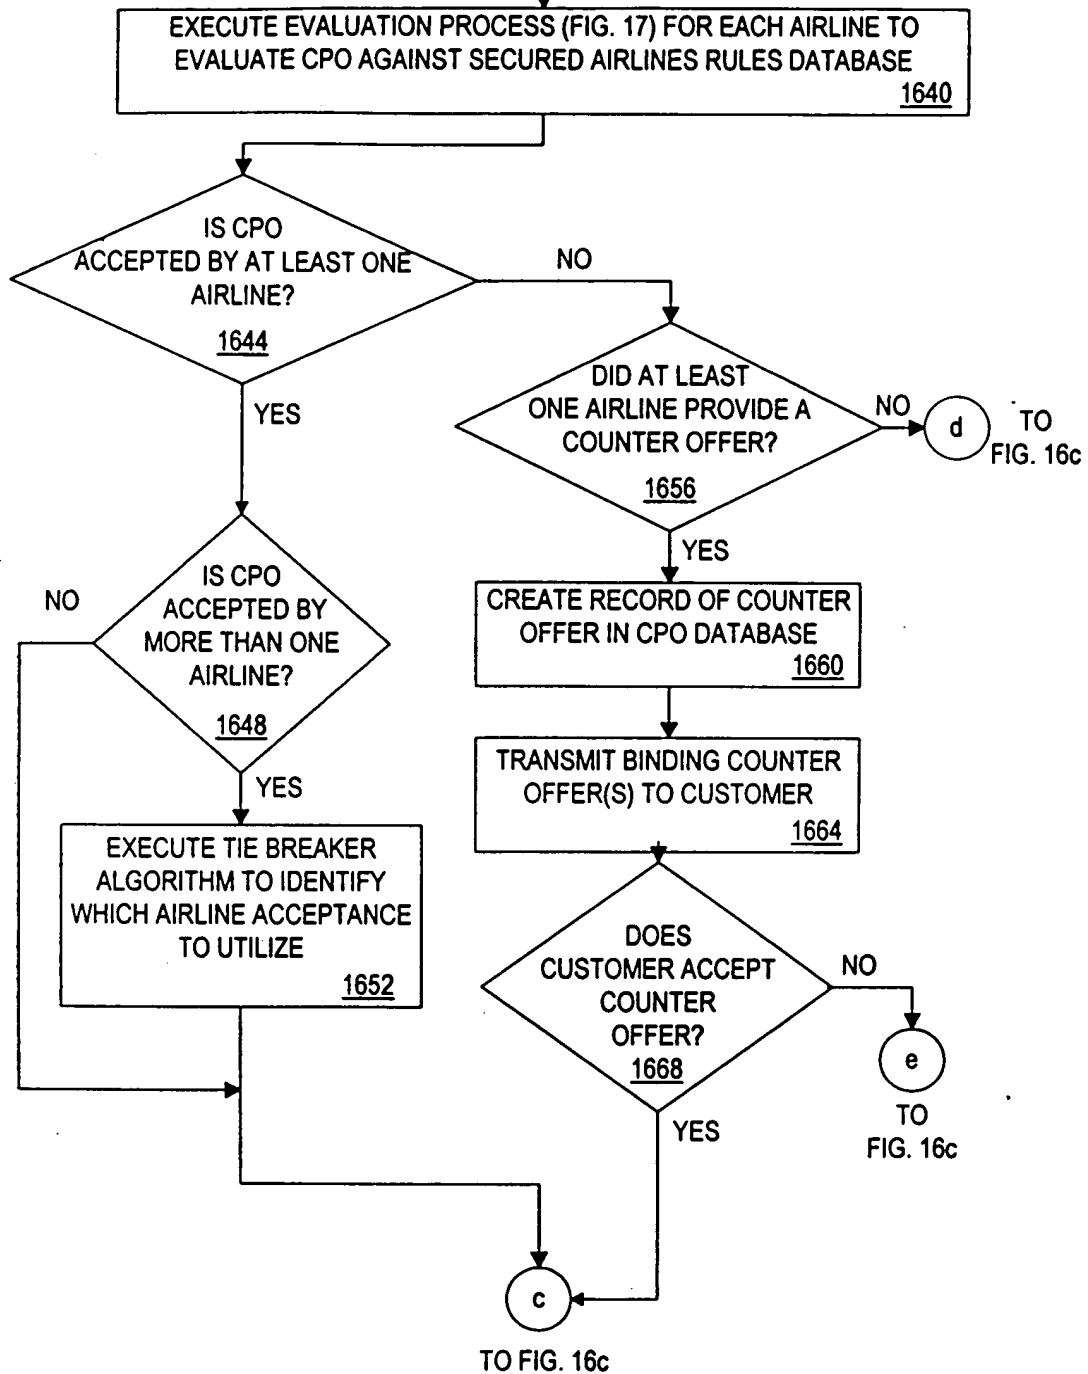 EXECUTE EVALUATION PROCESS (FIG. 17) FOR EACH AIRLINE TO
EVALUATE CPO AGAINST SECURED AIRLINES RULES DATABASE
1640
IS CPO
ACCEPTED BY AT LEAST ONE
AIRLINE?
1644
NO
YES
DID AT LEAST
ONE AIRLINE PROVIDE A
COUNTER OFFER?
1656
NO
d
TO
FIG. 16c
YES
IS CPO
ACCEPTED BY
MORE THAN ONE
AIRLINE?
1648
NO
YES
CREATE RECORD OF COUNTER
OFFER IN CPO DATABASE
1660
TRANSMIT BINDING COUNTER
OFFER(S) TO CUSTOMER
1664
EXECUTE TIE BREAKER
ALGORITHM TO IDENTIFY
WHICH AIRLINE ACCEPTANCE
TO UTILIZE
1652
DOES
CUSTOMER ACCEPT
COUNTER
OFFER?
1668
NO
e
TO
FIG. 16c
YES
c
TO FIG. 16c